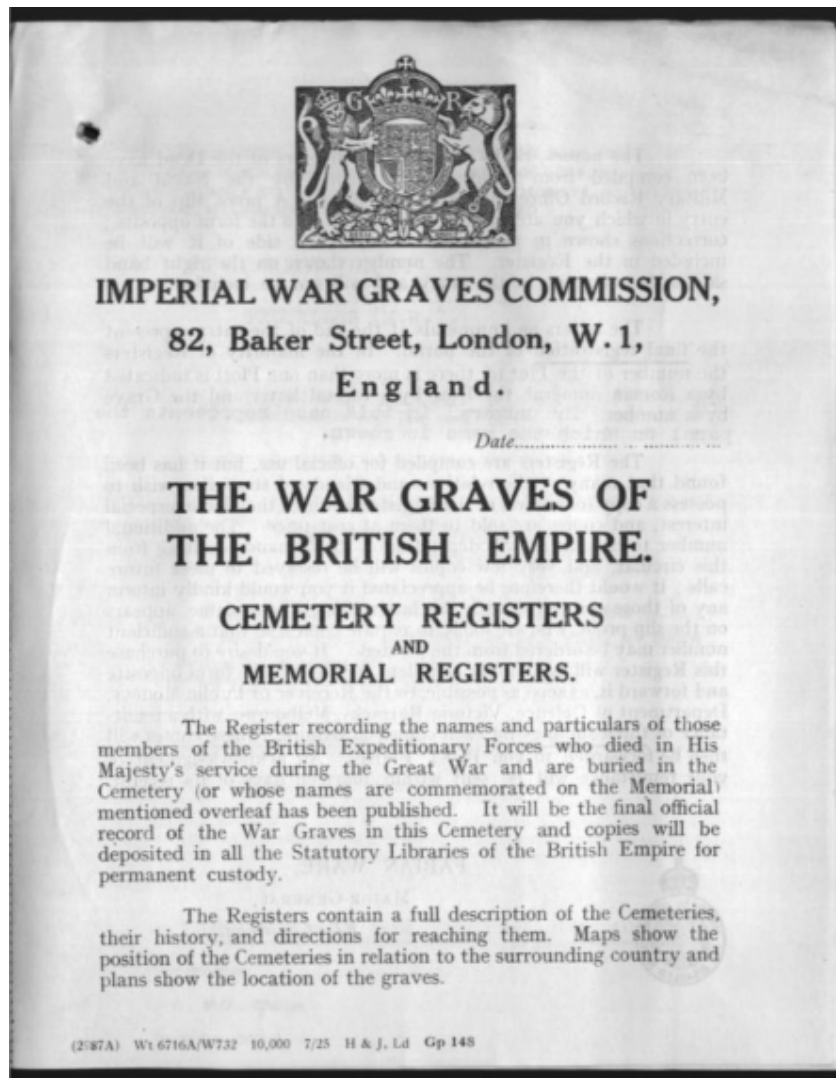 G R
IMPERIAL WAR GRAVES COMMISSION,
82, Baker Street, London, W. 1,
England.
Date
THE WAR GRAVES OF
THE BRITISH EMPIRE.
CEMETERY REGISTERS
AND
MEMORIAL REGISTERS.
The Register recording the names and particulars of those
members of the British Expeditionary Forces who died in His
Majesty's service during the Great War and are buried in the
Cemetery (or whose names are commemorated on the Memorial)
mentioned overleaf has been published. It will be the final official
record of the War Graves in this Cemetery and copies will be
deposited in all the Statutory Libraries of the British Empire for
permanent custody.
The Registers contain a full description of the Cemeteries,
their history, and directions for reaching them. Maps show the
position of the Cemeteries in relation to the surrounding country and
plans show the location of the graves.
Wt 6716A/W732 10,000 7/25 H & J, Ld Gp 148